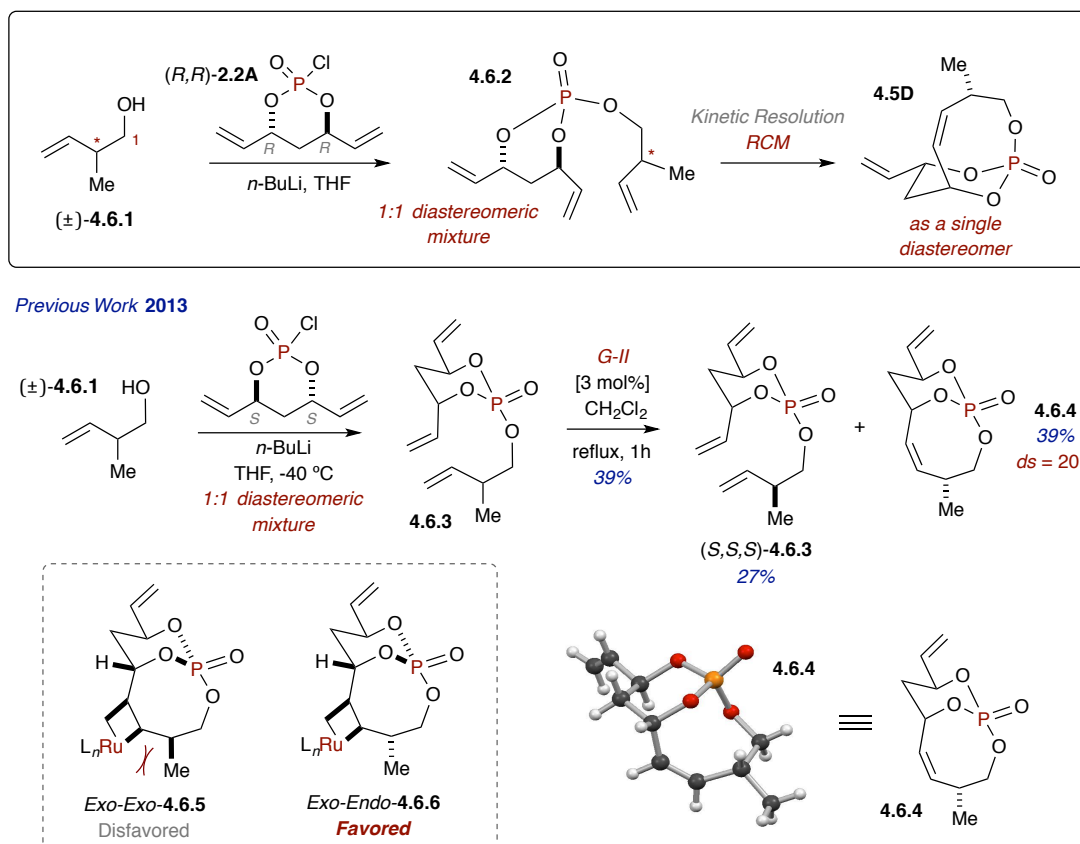 (R,R)-2.2A
O
Cl
P
O
O
R
R
OH
*
1
Me
(±)-4.6.1
n-BuLi, THF
4.6.2
O
P
O
O
O
*
Me
1:1 diastereomeric
mixture
Kinetic Resolution
RCM
4.5D
Me
O
P
O
O
O
as a single
diastereomer
Previous Work 2013
(±)-4.6.1
HO
Me
O
Cl
P
O
O
S
S
n-BuLi
THF, -40 ºC
1:1 diastereomeric
mixture
O
O
P
O
O
Me
4.6.3
G-II
[3 mol%]
CH2Cl2
reflux, 1h
39%
O
O
P
O
O
Me
(S,S,S)-4.6.3
27%
+
O
O
P
O
O
Me
4.6.4
39%
ds = 20
O
H
O
P
O
O
LnRu
Me
Exo-Exo-4.6.5
Disfavored
O
H
O
P
O
O
LnRu
Me
Exo-Endo-4.6.6
Favored
4.6.4
O
O
P
O
O
Me
4.6.4